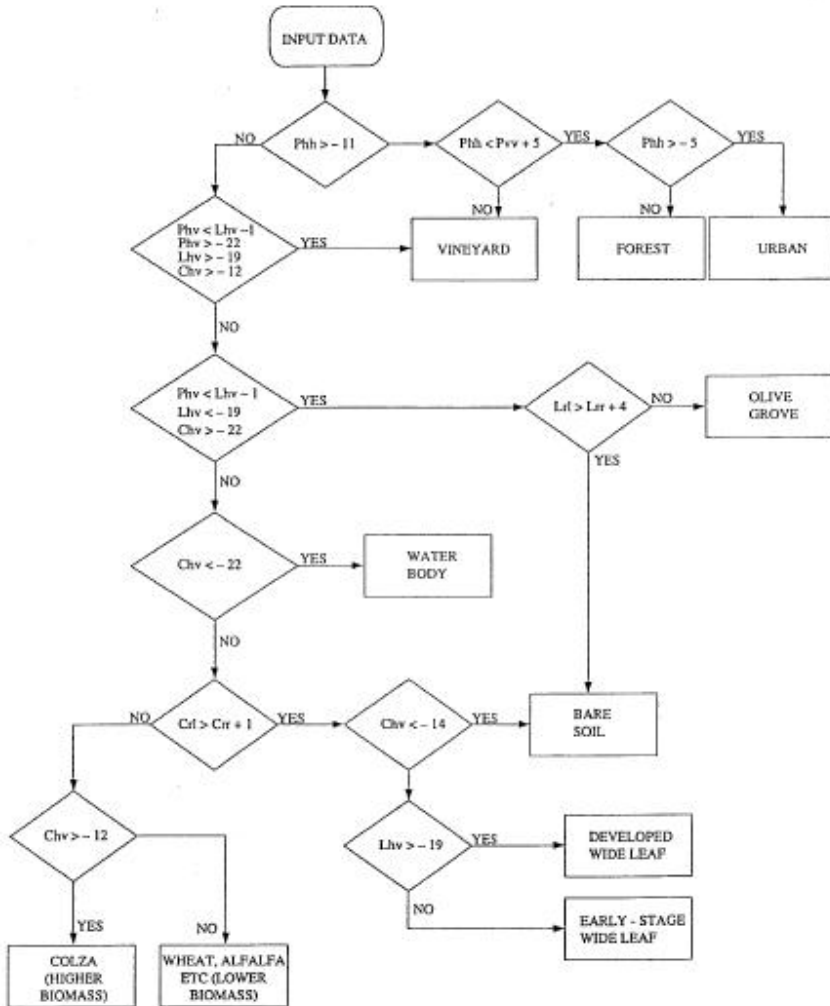 INPUT DATA
NO
Phh > - 11
Phh < Pvv + 5
YES
Phh > - 5
YES
NO
NO
Phv < Lhv -1
Phv > - 22
Lhv > - 19
Chv > - 12
YES
VINEYARD
FOREST
URBAN
NO
Phv < Lhv - 1
Lhv < - 19
Chv > - 22
YES
Lrl > Lrr + 4
NO
OLIVE
GROVE
YES
NO
Chv < - 22
YES
WATER
BODY
NO
NO
Crl > Crr + 1
YES
Chv < - 14
YES
BARE
SOIL
Chv > - 12
Lhv > - 19
YES
DEVELOPED
WIDE LEAF
NO
EARLY - STAGE
WIDE LEAF
YES
NO
COLZA
(HIGHER
BIOMASS)
WHEAT, ALFALFA
ETC (LOWER
BIOMASS)